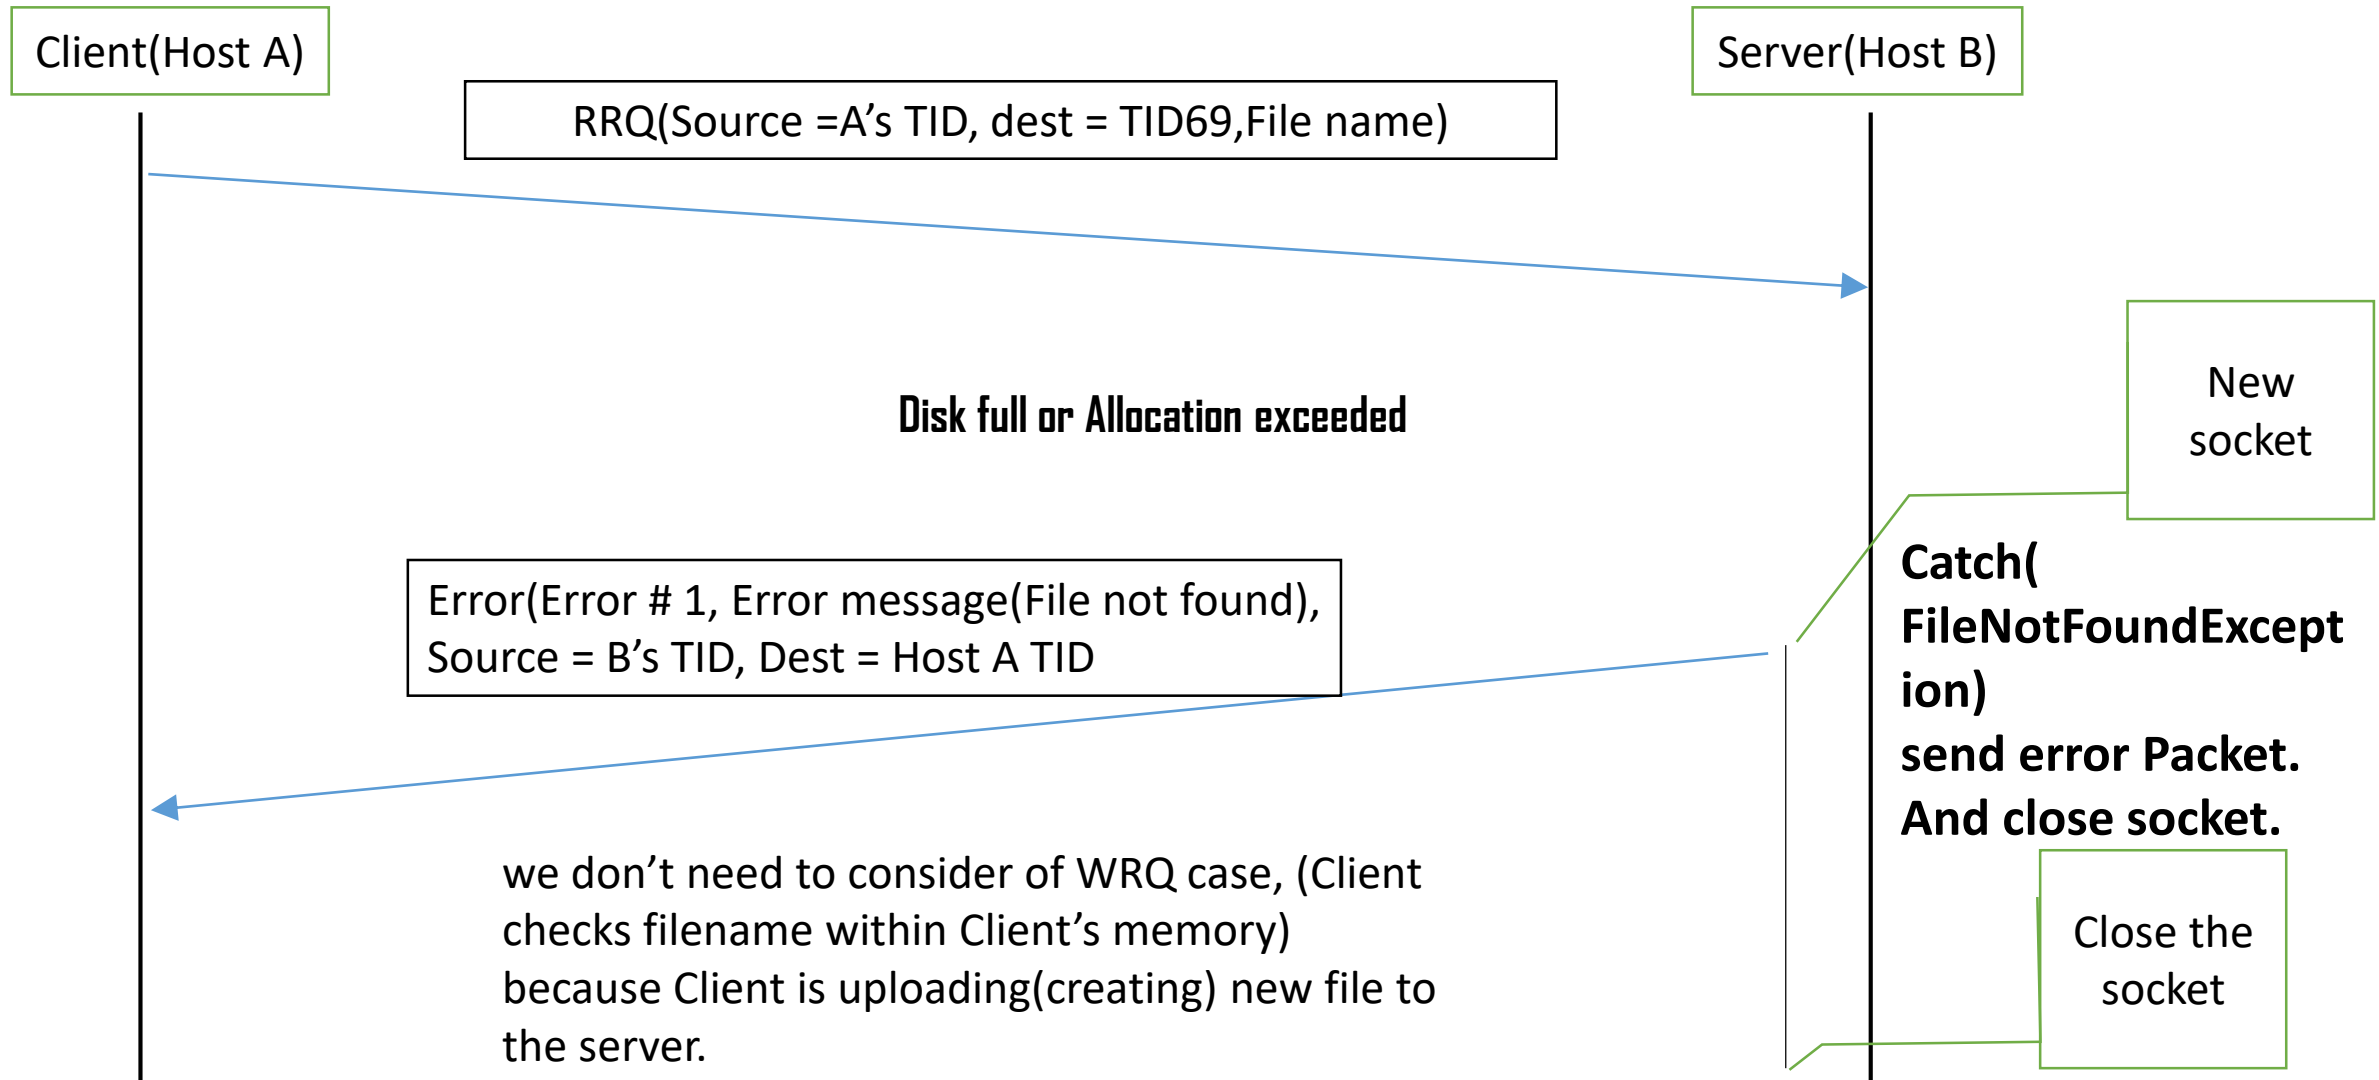 Client(Host A)
Server(Host B)
RRQ(Source =A’s TID, dest = TID69,File name)
Disk full or Allocation exceeded
New
socket
Error(Error # 1, Error message(File not found),
Source = B’s TID, Dest = Host A TID
Catch(
FileNotFoundExcept
ion)
send error Packet.
And close socket.
we don’t need to consider of WRQ case, (Client
checks filename within Client’s memory)
because Client is uploading(creating) new file to
the server.
Close the
socket